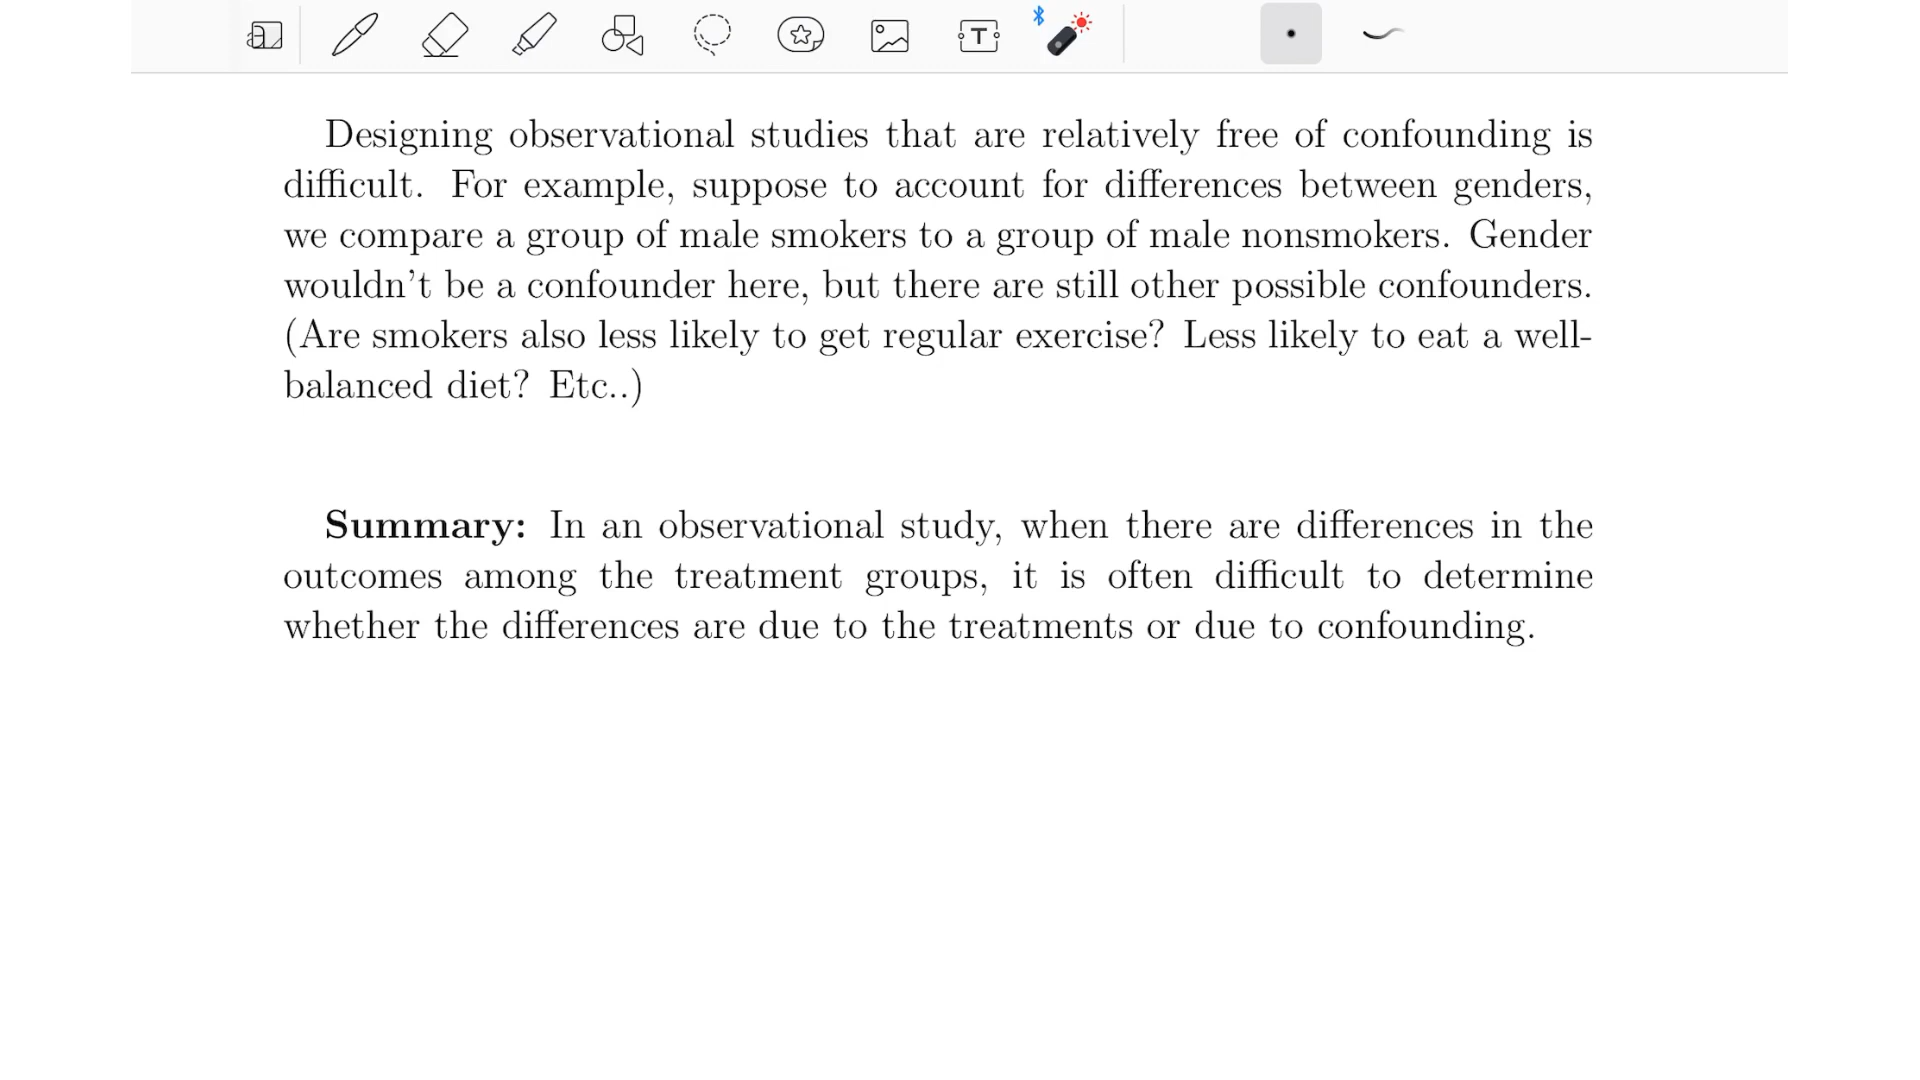 a
T
Designing observational studies that are relatively free of confounding is
difficult. For example, suppose to account for differences between genders,
we compare a group of male smokers to a group of male nonsmokers. Gender
wouldn't be a confounder here, but there are still other possible confounders.
(Are smokers also less likely to get regular exercise? Less likely to eat a well-
balanced diet? Etc..)
Summary: In an observational study, when there are differences in the
outcomes among the treatment groups, it is often difficult to determine
whether the differences are due to the treatments or due to confounding.